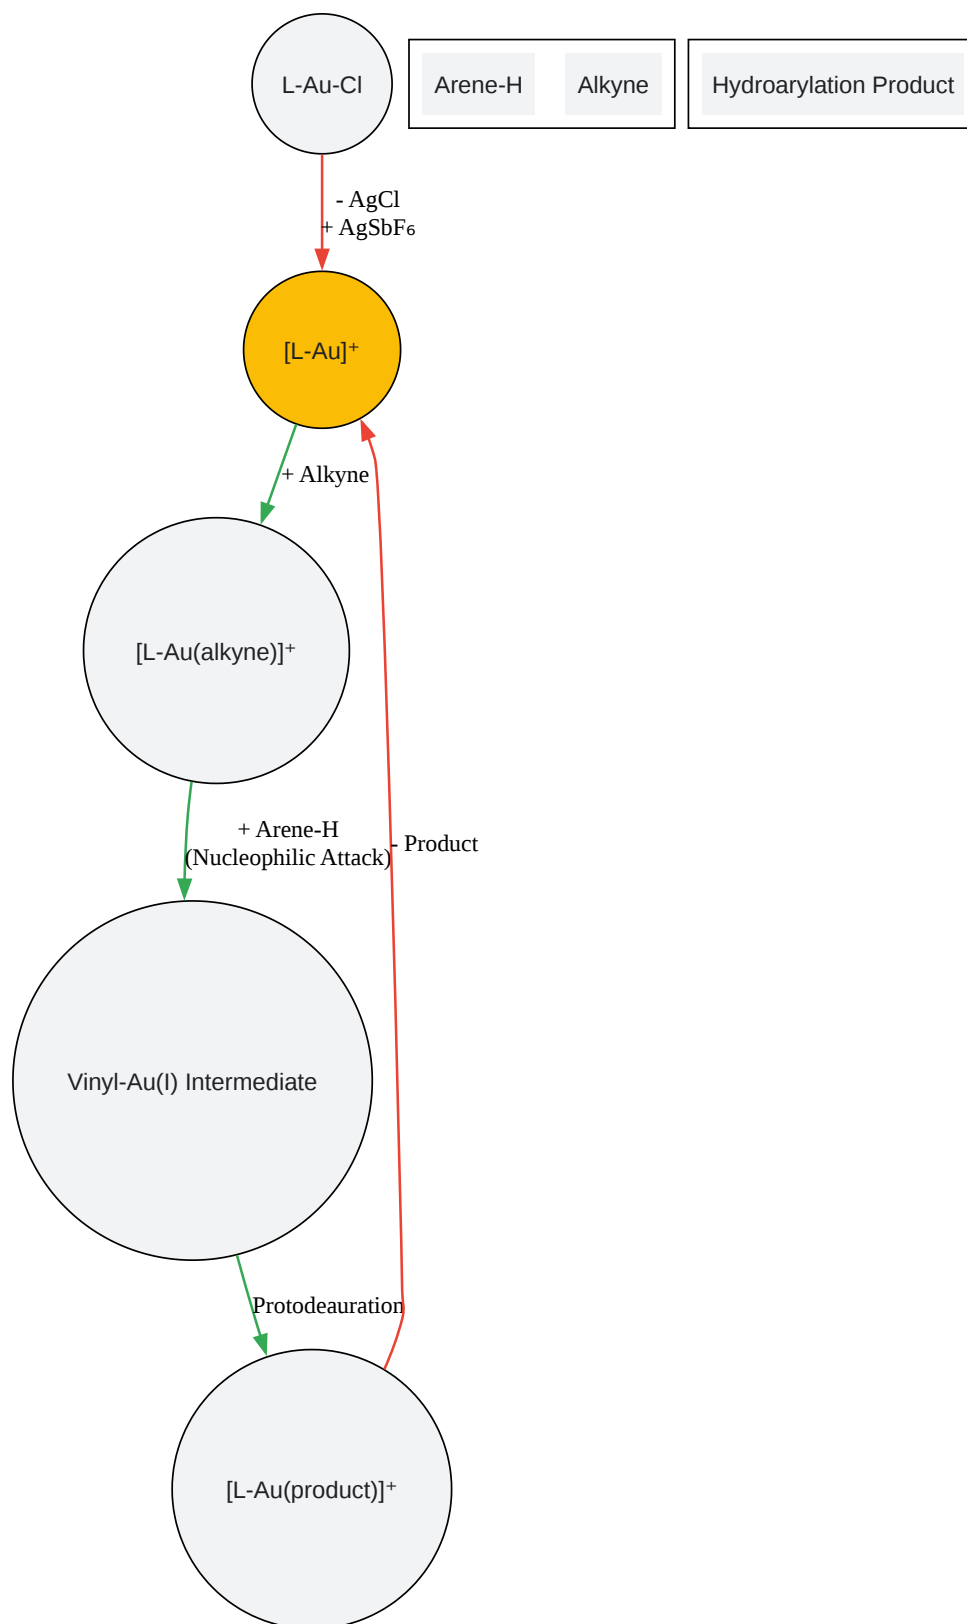 L-Au-Cl
Arene-H
Alkyne
Hydroarylation Product
- AgCl
+ AgSbF₆
[L-Au]⁺
+ Alkyne
[L-Au(alkyne)]⁺
+ Arene-H
(Nucleophilic Attack)
- Product
Vinyl-Au(I) Intermediate
Protodeauration
[L-Au(product)]⁺